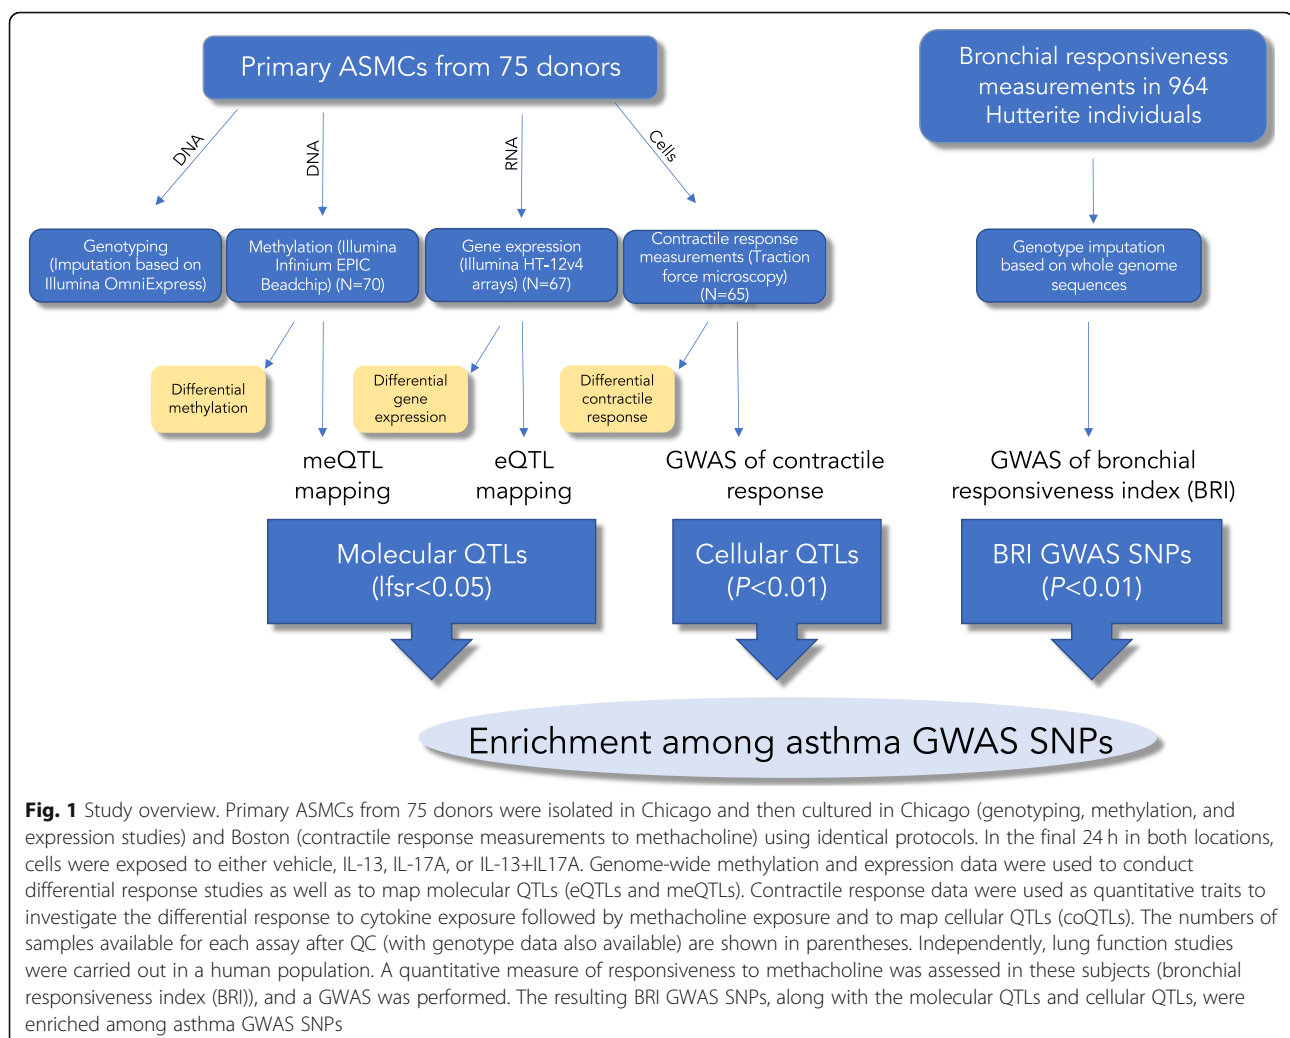 Primary ASMCs from 75 donors
Bronchial responsiveness
measurements in 964
Hutterite individuals
DNA
DNA
RNA
Cells
Genotyping
(Imputation based on
Illumina OmniExpress)
Methylation (Illumina
Infinium EPIC
Beadchip) (N=70)
Gene expression
(Illumina HT-12v4
arrays) (N=67)
Contractile response
measurements (Traction
force microscopy)
(N=65)
Genotype imputation
based on whole genome
sequences
Differential
methylation
Differential
gene
expression
Differential
contractile
response
meQTL
mapping
eQTL
mapping
GWAS of contractile
response
GWAS of bronchial
responsiveness index (BRI)
Molecular QTLs
(lfsr<0.05)
Cellular QTLs
(P<0.01)
BRI GWAS SNPs
(P<0.01)
Enrichment among asthma GWAS SNPs
Fig. 1 Study overview. Primary ASMCs from 75 donors were isolated in Chicago and then cultured in Chicago (genotyping, methylation, and
expression studies) and Boston (contractile response measurements to methacholine) using identical protocols. In the final 24 h in both locations,
cells were exposed to either vehicle, IL-13, IL-17A, or IL-13+IL17A. Genome-wide methylation and expression data were used to conduct
differential response studies as well as to map molecular QTLs (eQTLs and meQTLs). Contractile response data were used as quantitative traits to
investigate the differential response to cytokine exposure followed by methacholine exposure and to map cellular QTLs (coQTLs). The numbers of
samples available for each assay after QC (with genotype data also available) are shown in parentheses. Independently, lung function studies
were carried out in a human population. A quantitative measure of responsiveness to methacholine was assessed in these subjects (bronchial
responsiveness index (BRI)), and a GWAS was performed. The resulting BRI GWAS SNPs, along with the molecular QTLs and cellular QTLs, were
enriched among asthma GWAS SNPs